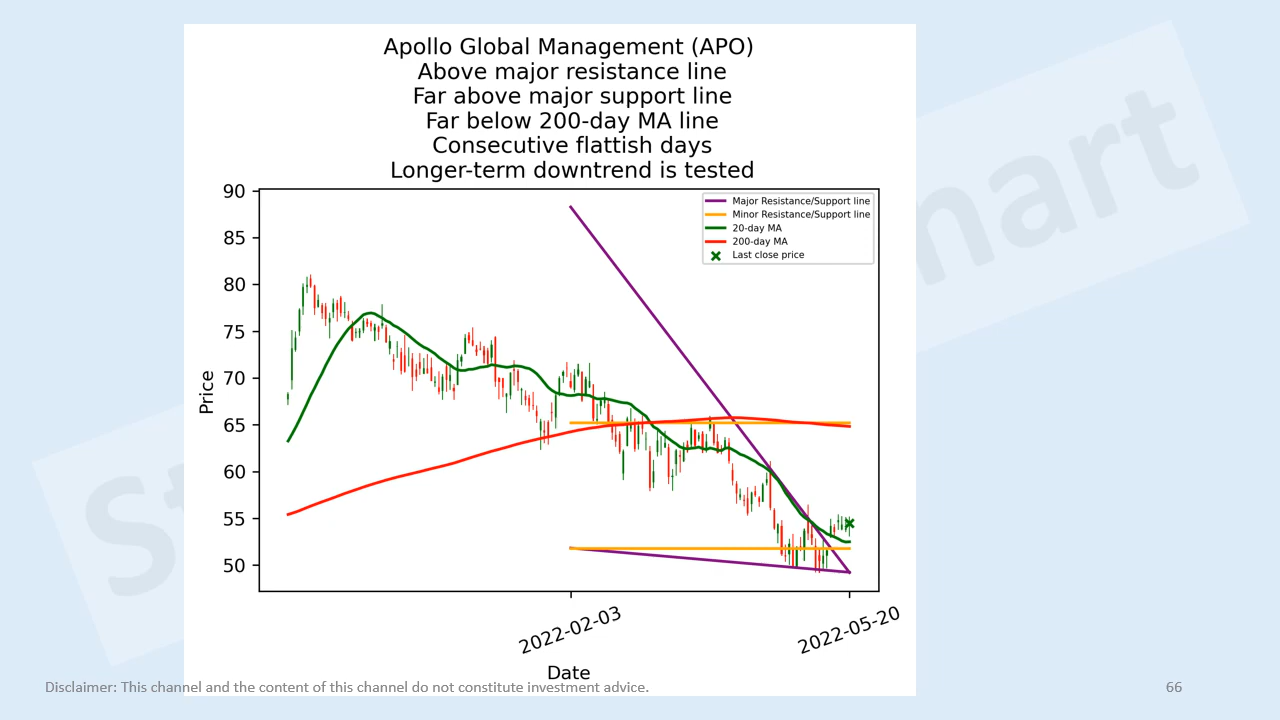 Apollo Global Management (APO)
Above major resistance line
Far above major support line
Far below 200-day MA line
Consecutive flattish days
Longer-term downtrend is tested
90
85
80
75
70
65
60
55
50
Price
Major Resistance/Support line
Minor Resistance/Support line
20-day MA
200-day MA
Last close price
2022-02-03
2022-05-20
Date
Disclaimer: This channel and the content of this channel do not constitute investment advice.
66